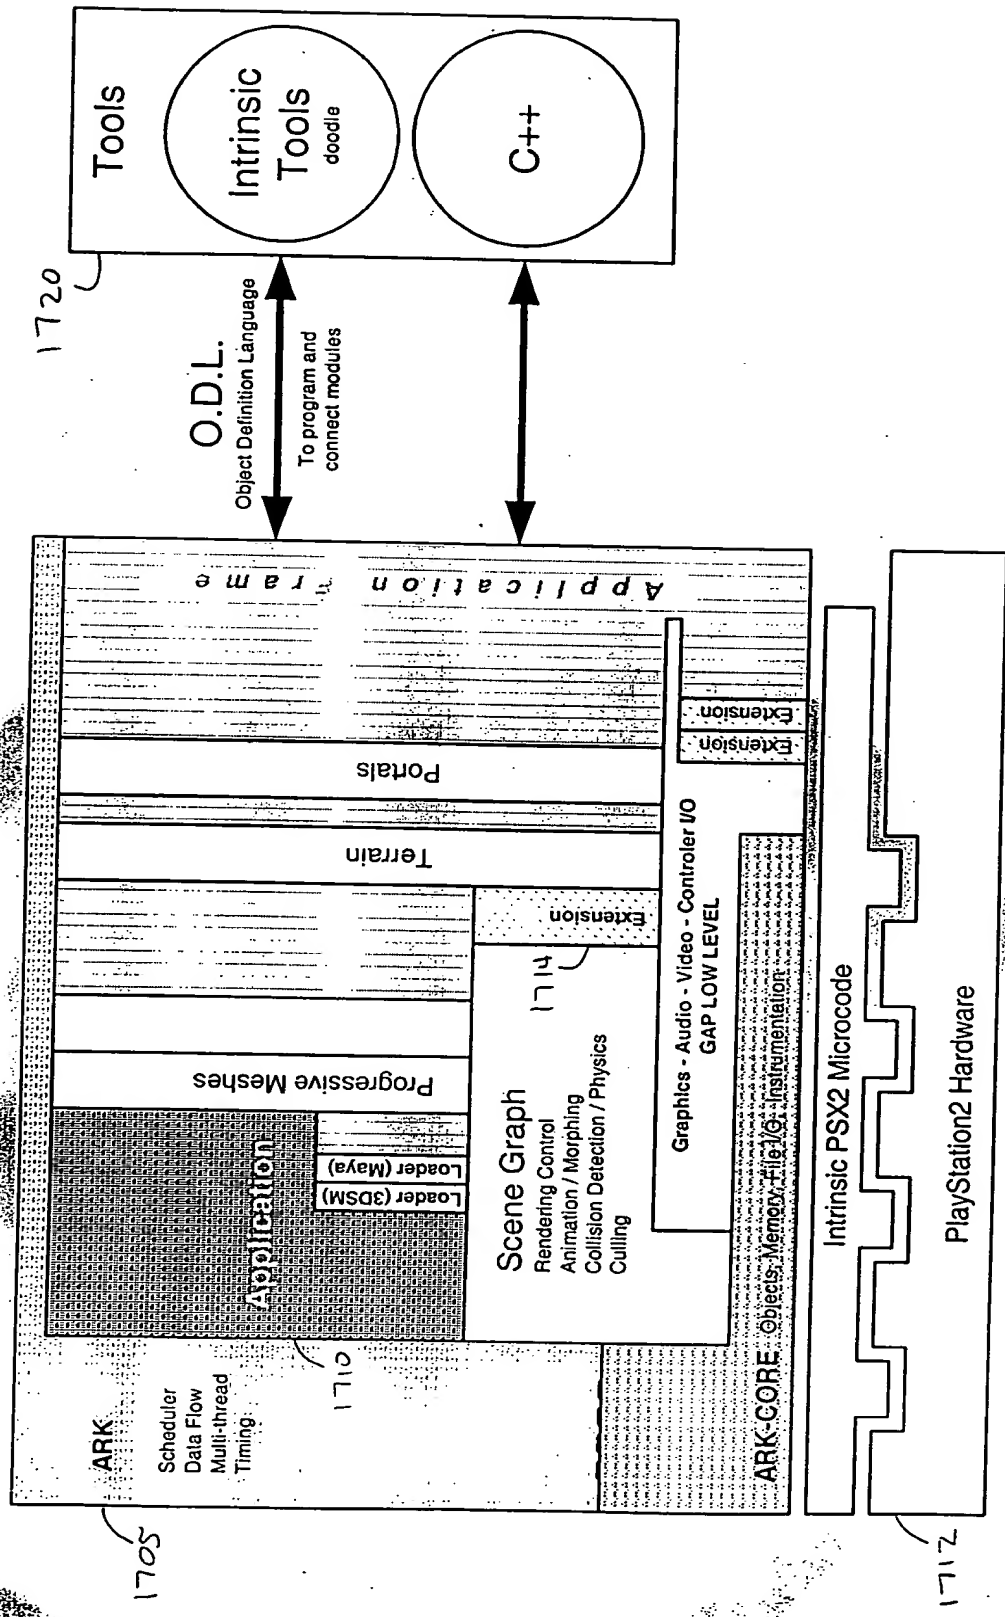 1720
Tools
Intrinsic
Tools
doodle
C++
O.D.L.
Object Definition Language
To program and
connect modules
1705
ARK
Scheduler
Data Flow
Multi-thread
Timing
1710
Application
Loader (3DSM)
Loader (Maya)
Progressive Meshes
Terrain
Portals
Application
Extension
1714
Scene Graph
Rendering Control
Animation / Morphing
Collision Detection / Physics
Culling
Graphics - Audio - Video - Controler I/O
GAP LOW LEVEL
Extension
Extension
ARK-CORE Objects, Memory, File I/O, Instrumentation
Intrinsic PSX2 Microcode
PlayStation2 Hardware
1712